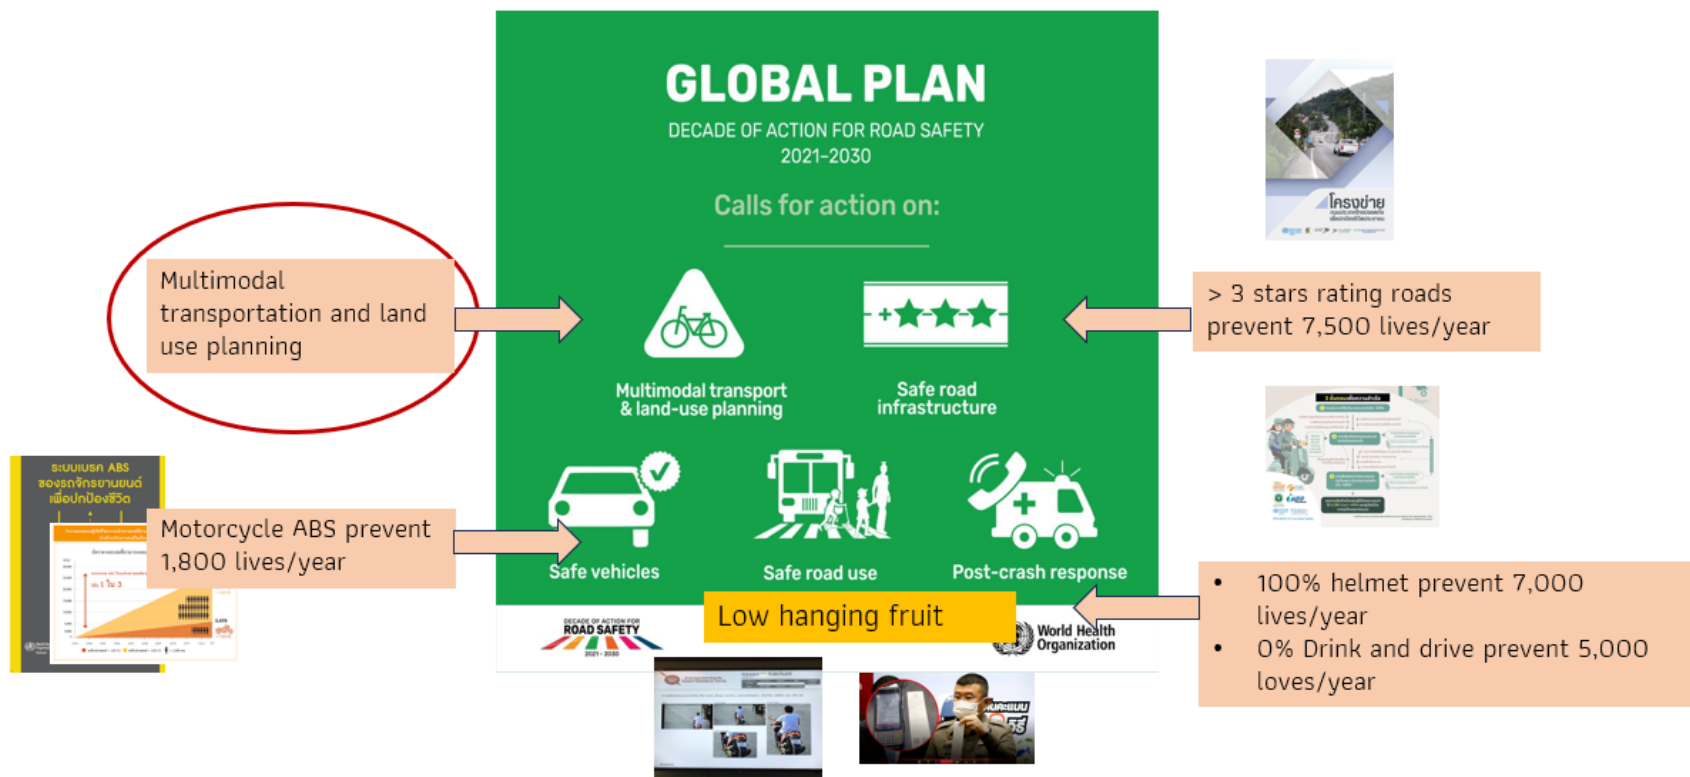 GLOBAL PLAN
DECADE OF ACTION FOR ROAD SAFETY
2021–2030
Calls for action on:
Multimodal
transportation and land
use planning
> 3 stars rating roads
prevent 7,500 lives/year
Multimodal transport
& land-use planning
Safe road
infrastructure
โครงข่าย
ระบบเบรค ABS
ของรถจักรยานยนต์
เพื่อปกป้องชีวิต
1 ใน 3
Motorcycle ABS prevent
1,800 lives/year
Safe vehicles
Safe road use
Post-crash response
Low hanging fruit
• 100% helmet prevent 7,000
lives/year
• 0% Drink and drive prevent 5,000
loves/year
DECADE OF ACTION FOR
ROAD SAFETY
2021 - 2030
World Health
Organization